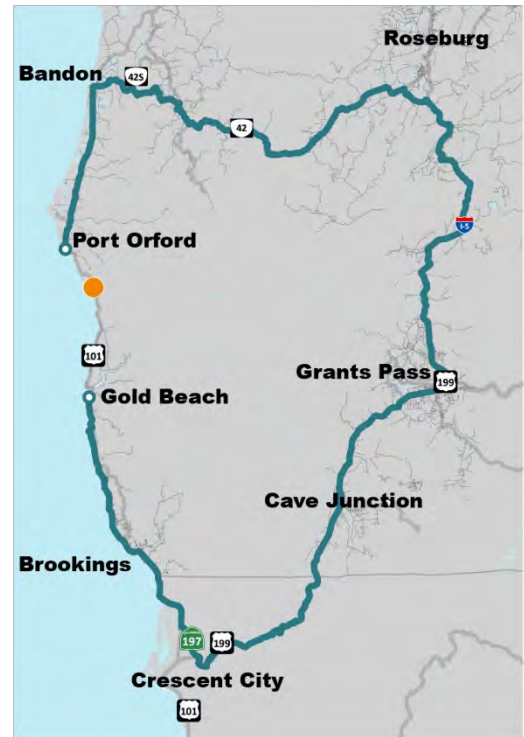 Roseburg
Bandon
42S
42
I-5
Port Orford
101
Grants Pass
199
Gold Beach
Cave Junction
Brookings
197
199
Crescent City
101